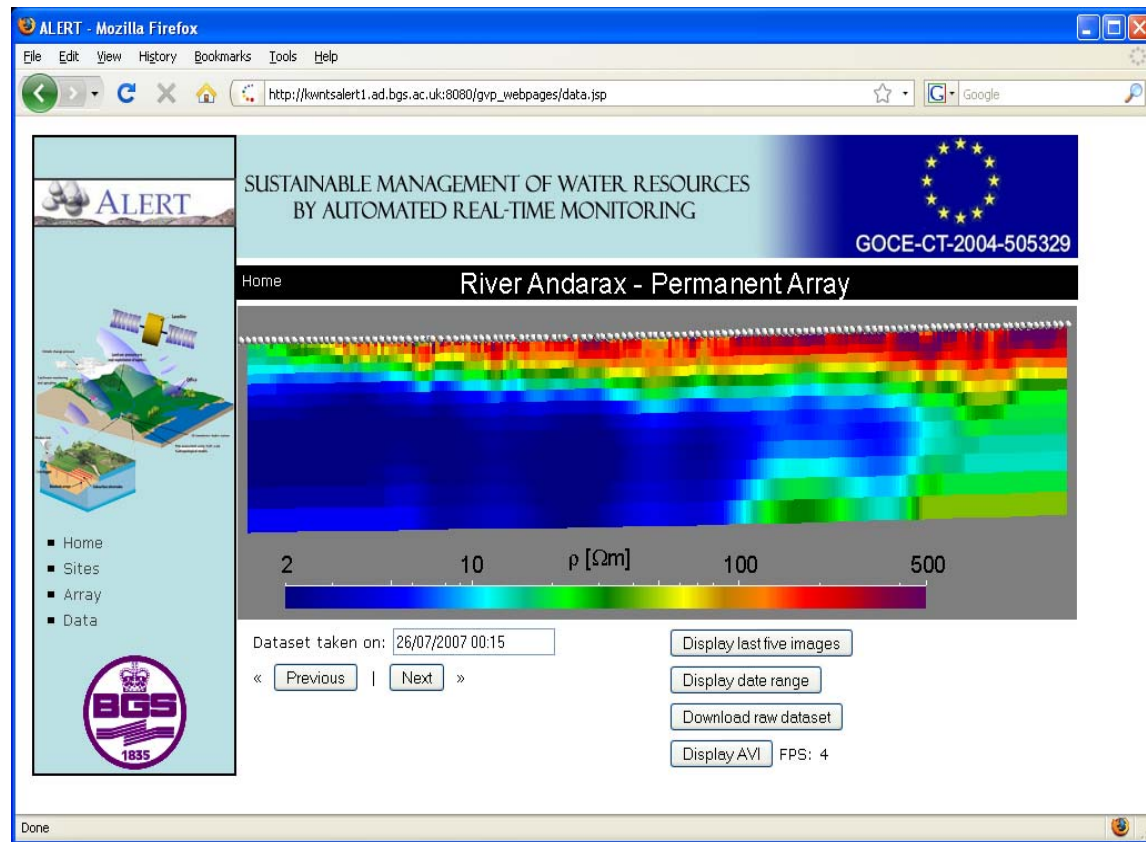 ALERT - Mozilla Firefox
File Edit View History Bookmarks Tools Help
http://kwntsalert1.ad.bgs.ac.uk:8080/gvp_webpages/data.jsp
Google
ALERT
SUSTAINABLE MANAGEMENT OF WATER RESOURCES
BY AUTOMATED REAL-TIME MONITORING
GOCE-CT-2004-505329
Home
River Andarax - Permanent Array
2 10 ρ [Ωm] 100 500
Home
Sites
Array
Data
BGS
1835
Dataset taken on: 26/07/2007 00:15
« Previous | Next »
Display last five images
Display date range
Download raw dataset
Display AVI FPS: 4
Done